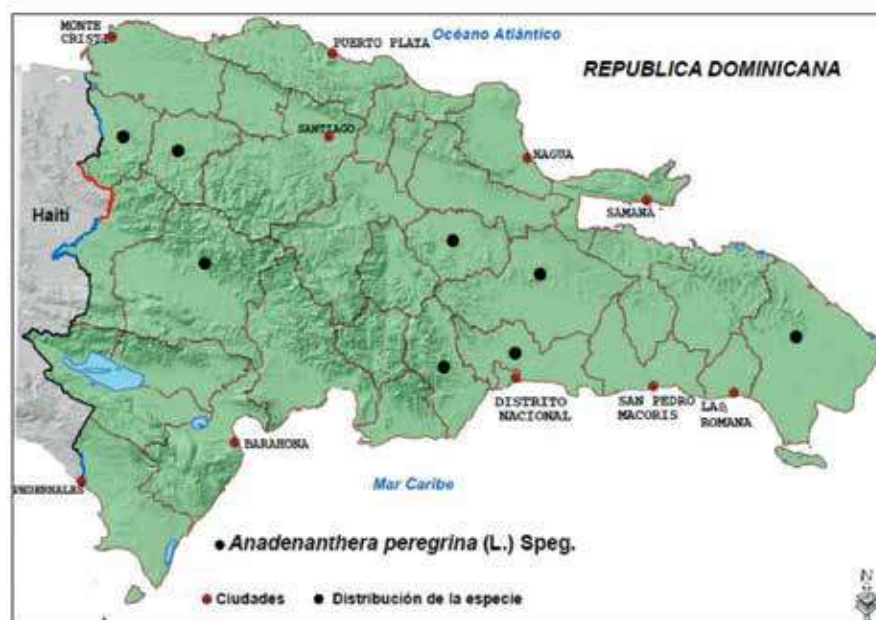 MONTE
CRISTI
PUERTO PLATA
Océano Atlántico
REPUBLICA DOMINICANA
SANTIAGO
NAGUA
SAMANA
Haití
DISTRITO
NACIONAL
SAN PEDRO
MACORIS
LA
ROMANA
BARAHONA
PEDERNALES
Mar Caribe
Anadenanthera peregrina (L.) Speg.
Ciudades
Distribución de la especie
N